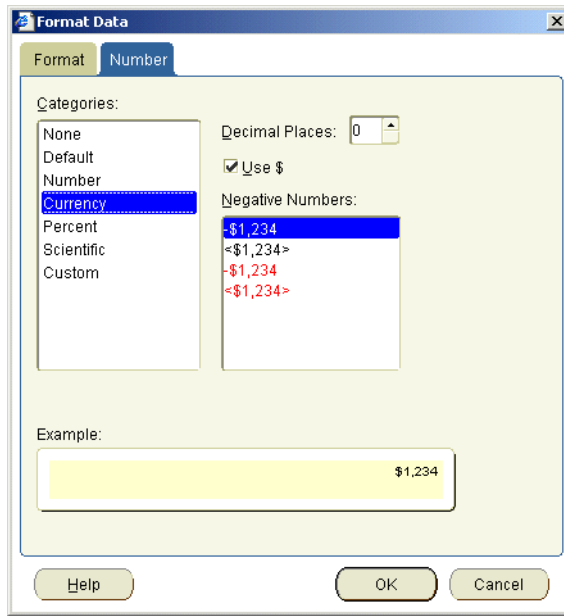 Format Data
Format Number
Categories:
None
Default
Number
Currency
Percent
Scientific
Custom
Decimal Places: 0
Use $
Negative Numbers:
-$1,234
<$1,234>
-$1,234
<$1,234>
Example:
$1,234
Help OK Cancel